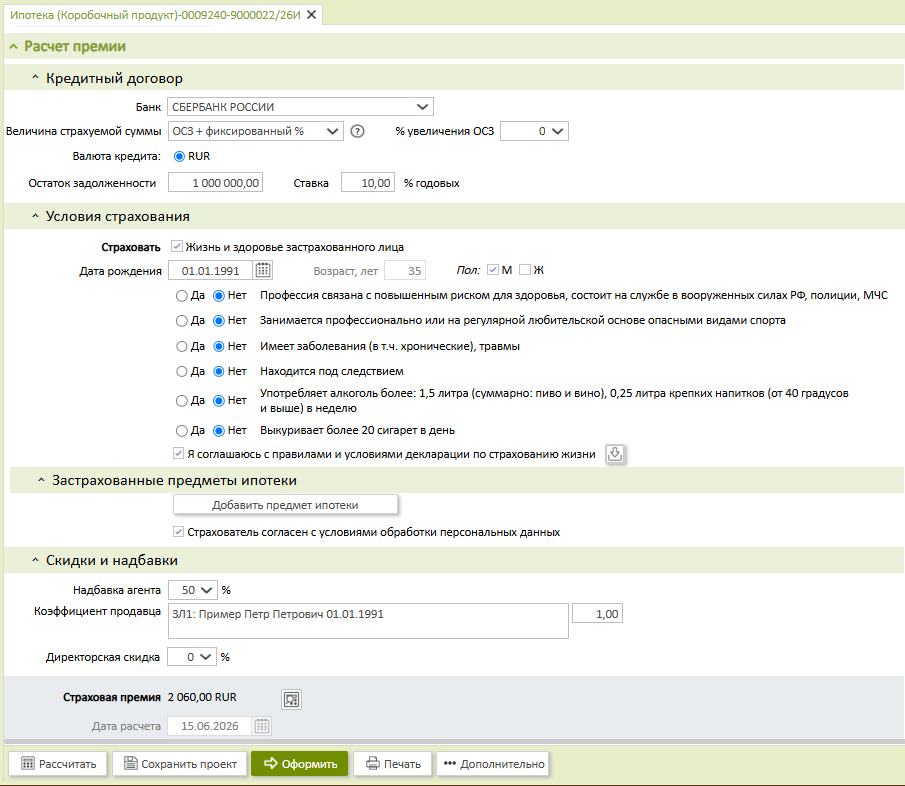 Ипотека (Коробочный продукт)-0009240-9000022/26И
Расчет премии
Кредитный договор
Банк СБЕРБАНК РОССИИ
Величина страхуемой суммы ОСЗ + фиксированный % ? % увеличения ОСЗ 0
Валюта кредита: RUR
Остаток задолженности 1 000 000,00 Ставка 10,00 % годовых
Условия страхования
Страховать Жизнь и здоровье застрахованного лица
Дата рождения 01.01.1991 Возраст, лет 35 Пол: М Ж
Да Нет Профессия связана с повышенным риском для здоровья, состоит на службе в вооруженных силах РФ, полиции, МЧС
Да Нет Занимается профессионально или на регулярной любительской основе опасными видами спорта
Да Нет Имеет заболевания (в т.ч. хронические), травмы
Да Нет Находится под следствием
Да Нет Употребляет алкоголь более: 1,5 литра (суммарно: пиво и вино), 0,25 литра крепких напитков (от 40 градусов
и выше) в неделю
Да Нет Выкуривает более 20 сигарет в день
Я соглашаюсь с правилами и условиями декларации по страхованию жизни
Застрахованные предметы ипотеки
Добавить предмет ипотеки
Страхователь согласен с условиями обработки персональных данных
Скидки и надбавки
Надбавка агента 50 %
Коэффициент продавца ЗЛ1: Пример Петр Петрович 01.01.1991 1,00
Директорская скидка 0 %
Страховая премия 2 060,00 RUR
Дата расчета 15.06.2026
Рассчитать Сохранить проект Оформить Печать Дополнительно